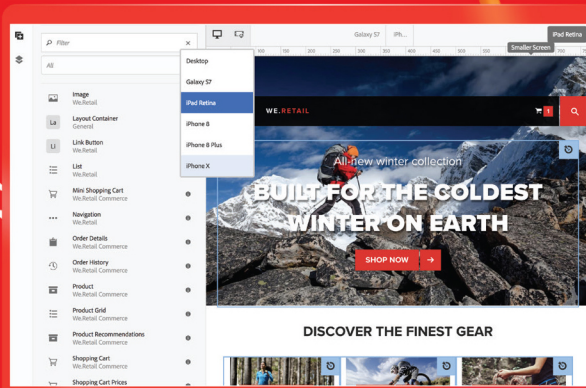 Galaxy S7
iPh...
iPad Retina
Smaller Screen
Filter
×
All
Desktop
Galaxy S7
iPad Retina
iPhone 8
iPhone 8 Plus
iPhone X
Image
We.Retail
La
Layout Container
General
Li
Link Button
We.Retail
List
We.Retail
Mini Shopping Cart
We.Retail Commerce
Navigation
We.Retail
Order Details
We.Retail Commerce
Order History
We.Retail Commerce
Product
We.Retail Commerce
Product Grid
We.Retail Commerce
Product Recommendations
We.Retail Commerce
Shopping Cart
We.Retail Commerce
Shopping Cart Prices
WE.RETAIL
1
All-new winter collection
BUILT FOR THE COLDEST
WINTER ON EARTH
SHOP NOW
DISCOVER THE FINEST GEAR